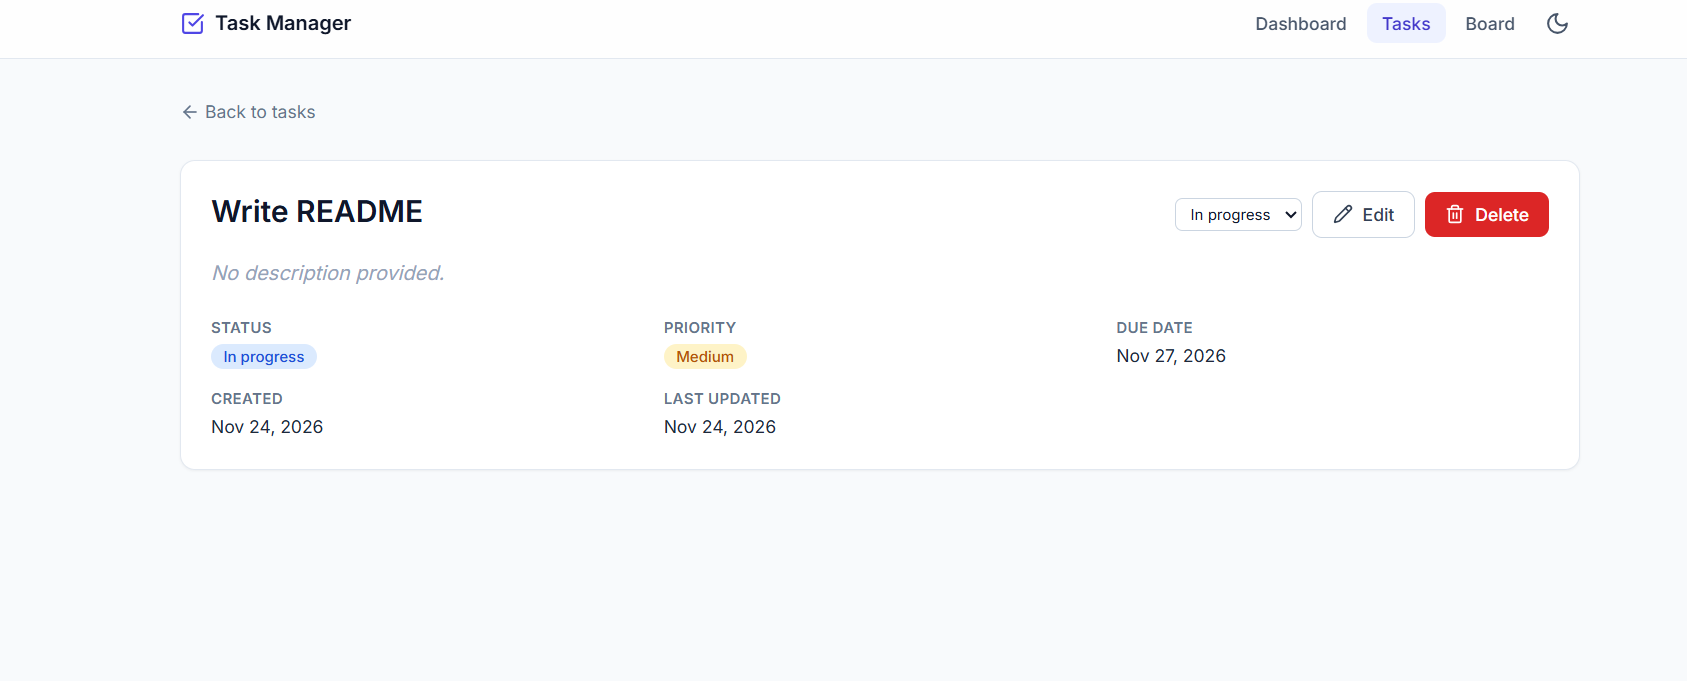 Task Manager
Dashboard
Tasks
Board
Back to tasks
Write README
In progress
Edit
Delete
No description provided.
STATUS
PRIORITY
DUE DATE
In progress
Medium
Nov 27, 2026
CREATED
LAST UPDATED
Nov 24, 2026
Nov 24, 2026